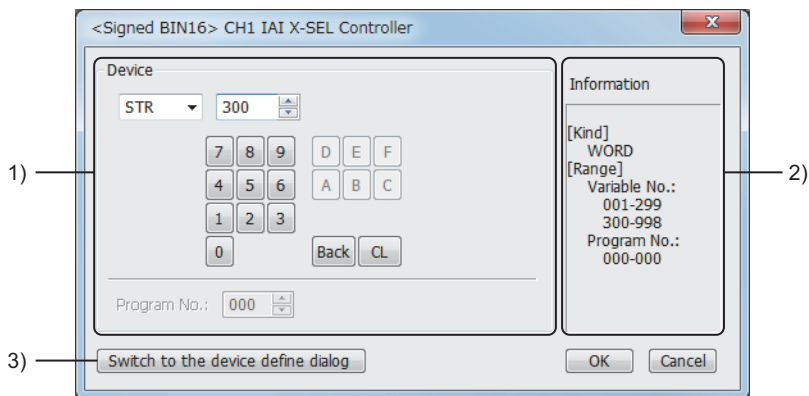 <Signed BIN16> CH1 IAI X-SEL Controller
Device
STR 300
7 8 9 D E F
4 5 6 A B C
1 2 3
0 Back CL
Program No.: 000
Information
[Kind]
WORD
[Range]
Variable No.:
001-299
300-998
Program No.:
000-000
1)
2)
3)
Switch to the device define dialog
OK Cancel